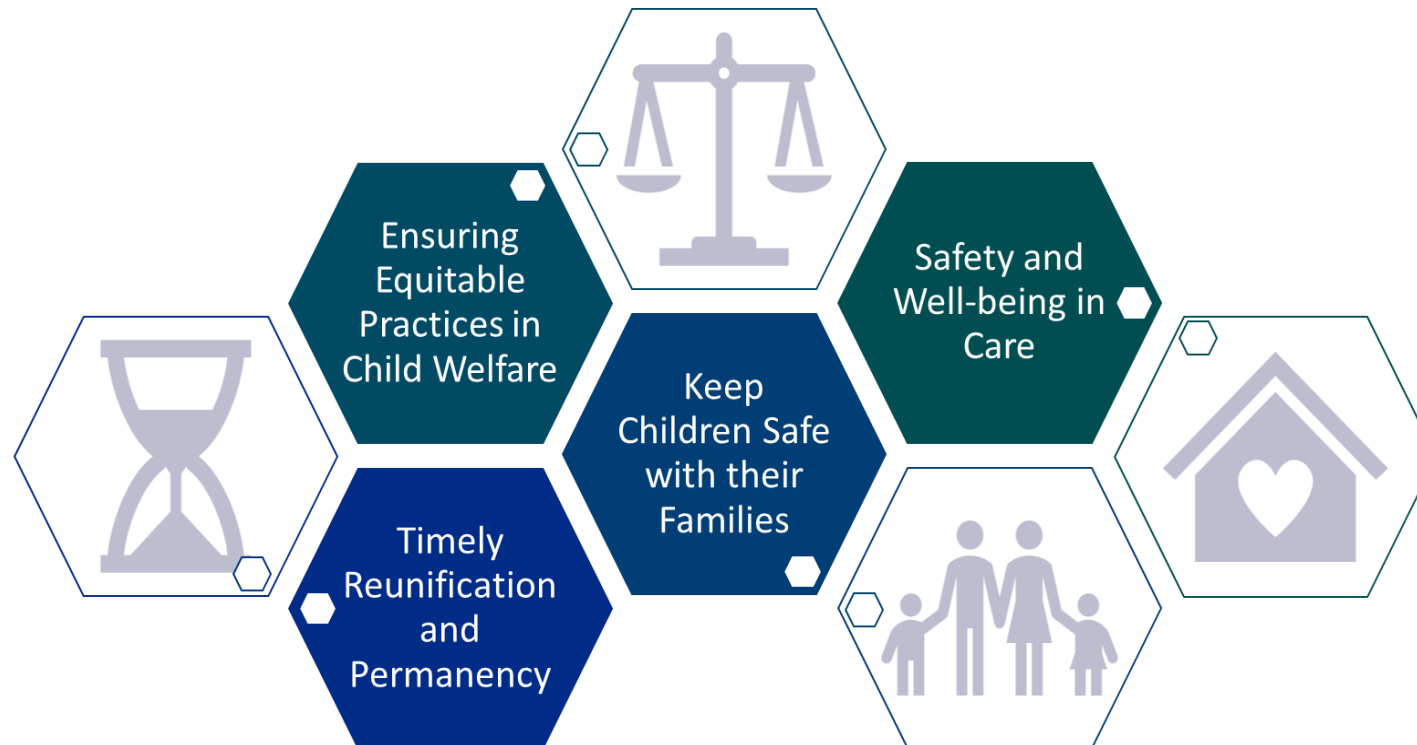 Ensuring
Equitable
Practices in
Child Welfare
Safety and
Well-being in
Care
Keep
Children Safe
with their
Families
Timely
Reunification
and
Permanency